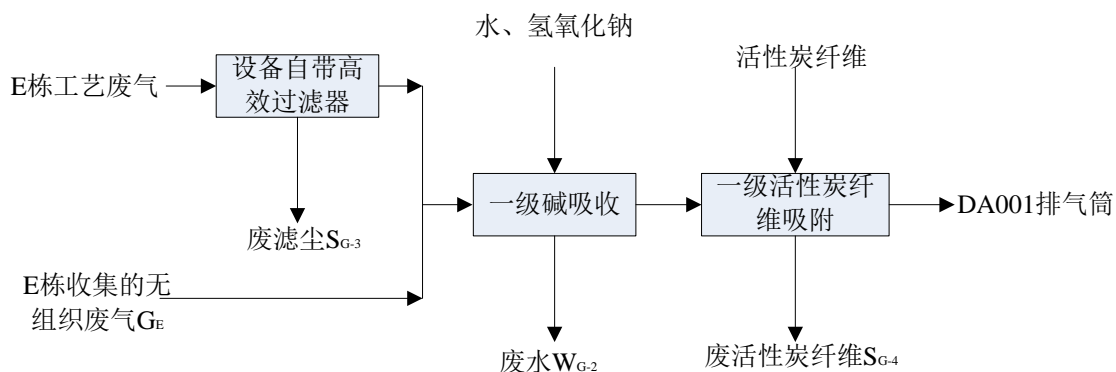 水、氢氧化钠
活性炭纤维
E栋工艺废气
设备自带高
效过滤器
一级碱吸收
一级活性炭纤
维吸附
DA001排气筒
废滤尘SG-3
E栋收集的无
组织废气GE
废水WG-2
废活性炭纤维SG-4